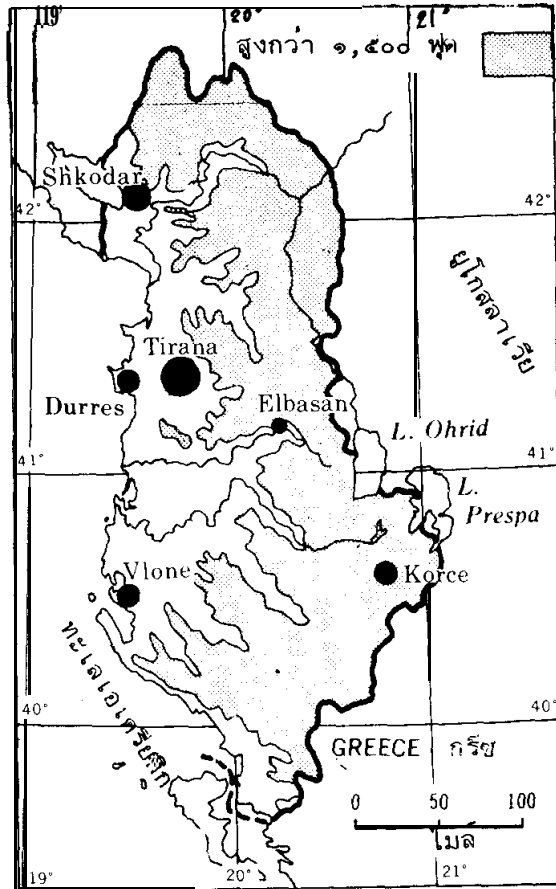 119' 20° 21°
สูงกว่า ๑,๕๐๐ ฟุต
Shkodar
42° 42°
ยูโกสลาเวีย
Tirana
Durres
Elbasan
L. Ohrid
41° 41°
L.
Prespa
Vlone
Korce
ทะเลเอเดรียติก
40° 40°
GREECE กรีซ
0 50 100
ไมล์
19° 20° 21°